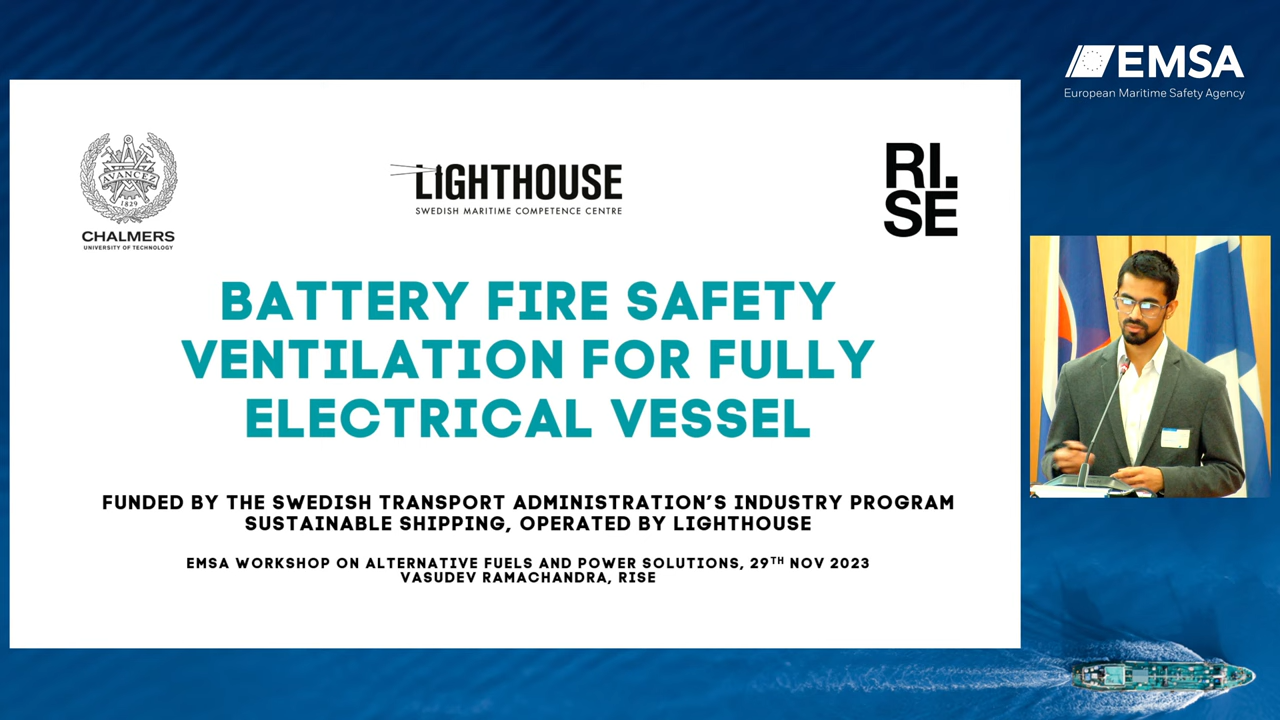 EMSA
European Maritime Safety Agency
AVANCEZ
1829
CHALMERS
UNIVERSITY OF TECHNOLOGY
LIGHTHOUSE
SWEDISH MARITIME COMPETENCE CENTRE
RI.
SE
BATTERY FIRE SAFETY
VENTILATION FOR FULLY
ELECTRICAL VESSEL
FUNDED BY THE SWEDISH TRANSPORT ADMINISTRATION'S INDUSTRY PROGRAM
SUSTAINABLE SHIPPING, OPERATED BY LIGHTHOUSE
EMSA WORKSHOP ON ALTERNATIVE FUELS AND POWER SOLUTIONS, 29TH NOV 2023
VASUDEV RAMACHANDRA, RISE